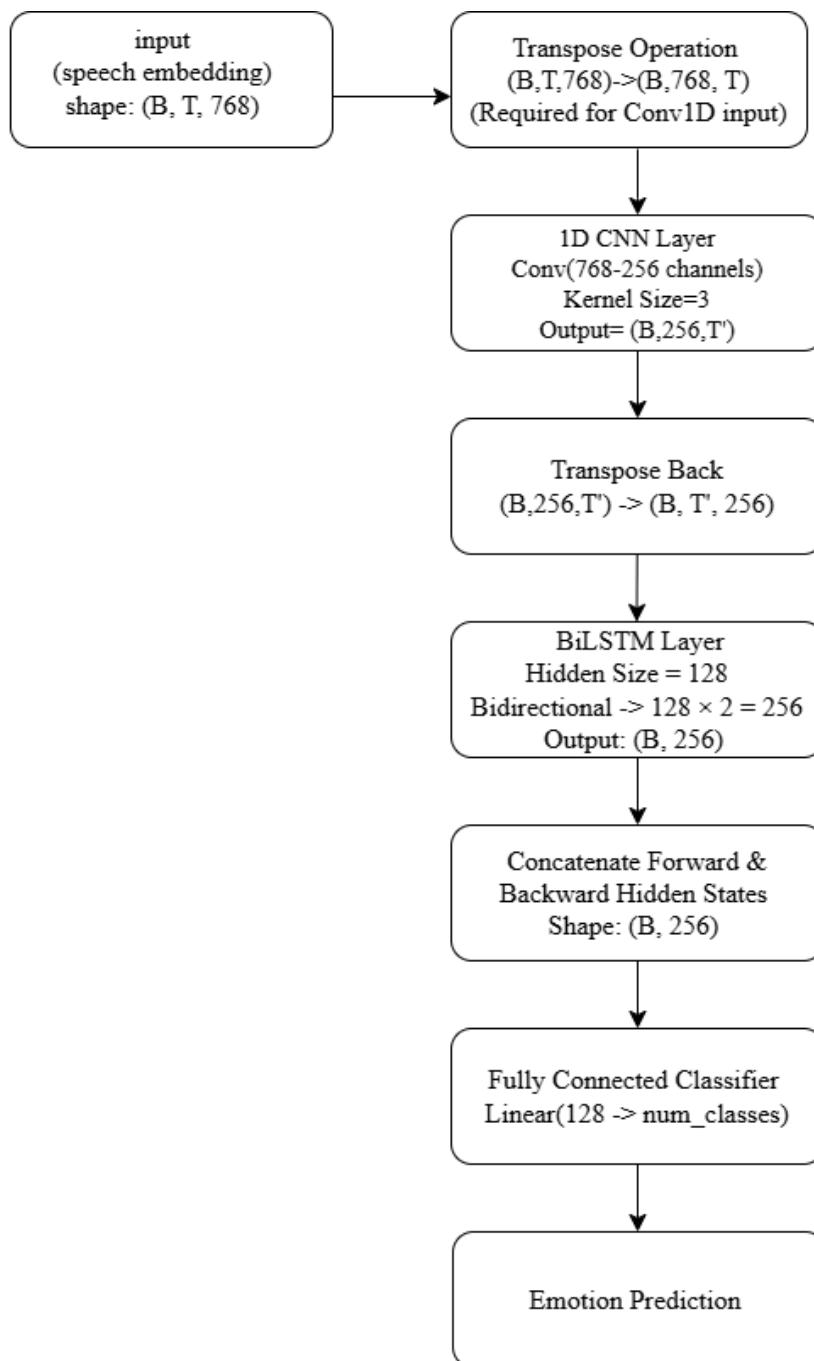 input
(speech embedding)
shape: (B, T, 768)
Transpose Operation
(B,T,768)->(B,768, T)
(Required for Conv1D input)
1D CNN Layer
Conv(768-256 channels)
Kernel Size=3
Output= (B,256,T')
Transpose Back
(B,256,T') -> (B, T', 256)
BiLSTM Layer
Hidden Size = 128
Bidirectional -> 128 × 2 = 256
Output: (B, 256)
Concatenate Forward &
Backward Hidden States
Shape: (B, 256)
Fully Connected Classifier
Linear(128 -> num_classes)
Emotion Prediction